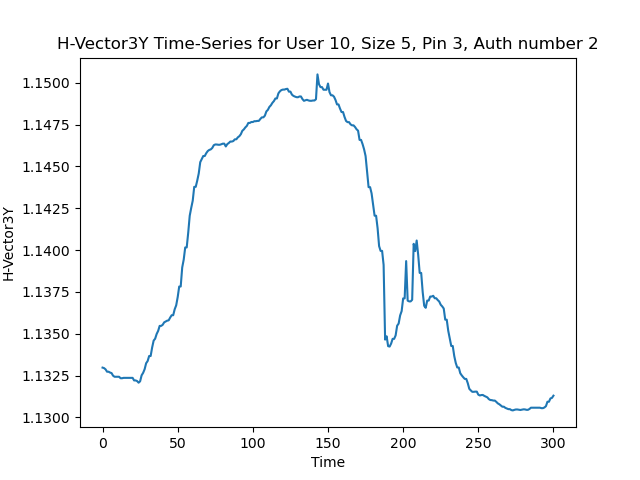 H-Vector3Y Time-Series for User 10, Size 5, Pin 3, Auth number 2
1.1500
1.1475
1.1450
1.1425
1.1400
1.1375
1.1350
1.1325
1.1300
H-Vector3Y
0 50 100 150 200 250 300
Time